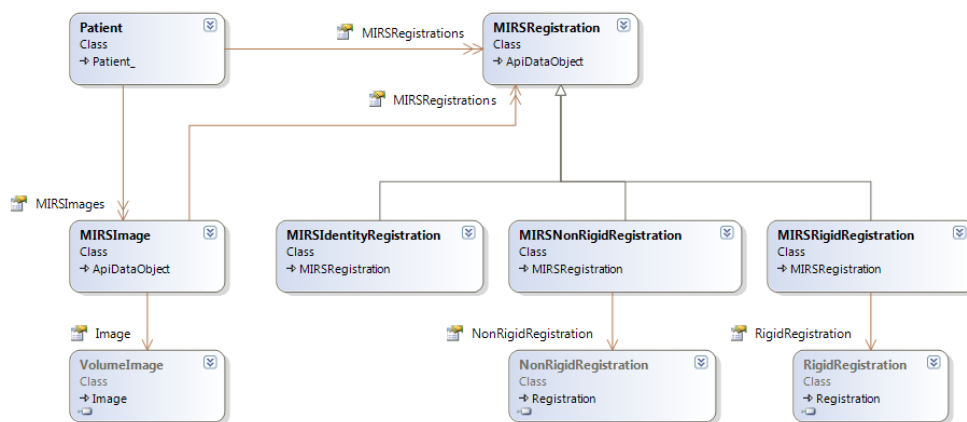 Patient
Class
Patient_
MIRSRegistrations
MIRSRegistration
Class
ApiDataObject
MIRSRegistrations
MIRSImages
MIRSImage
Class
ApiDataObject
MIRSIdentityRegistration
Class
MIRSRegistration
MIRSNonRigidRegistration
Class
MIRSRegistration
MIRSRigidRegistration
Class
MIRSRegistration
Image
NonRigidRegistration
RigidRegistration
VolumeImage
Class
Image
NonRigidRegistration
Class
Registration
RigidRegistration
Class
Registration